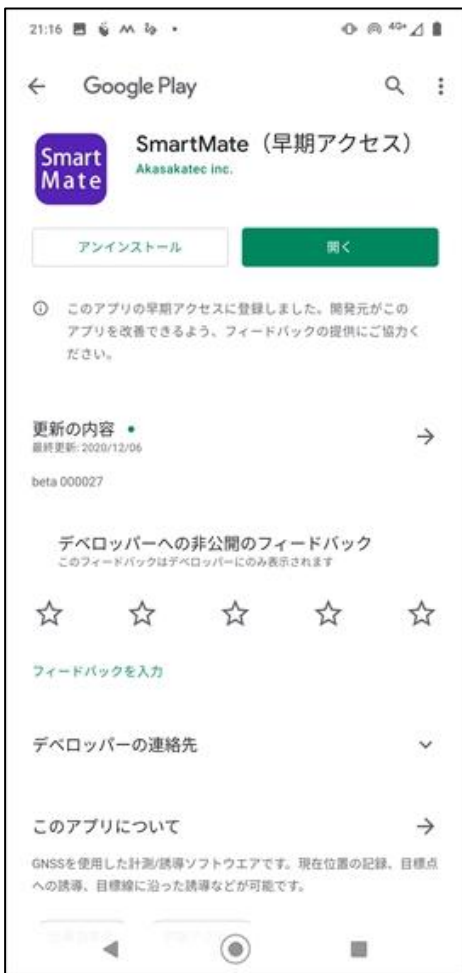 21:16
4G+
Google Play
Smart
Mate
SmartMate（早期アクセス）
Akasakatec inc.
アンインストール
開く
このアプリの早期アクセスに登録しました。開発元がこの
アプリを改善できるよう、フィードバックの提供にご協力く
ださい。
更新の内容
最終更新: 2020/12/06
beta 000027
デベロッパーへの非公開のフィードバック
このフィードバックはデベロッパーにのみ表示されます
フィードバックを入力
デベロッパーの連絡先
このアプリについて
GNSSを使用した計測/誘導ソフトウエアです。現在位置の記録、目標点
への誘導、目標線に沿った誘導などが可能です。